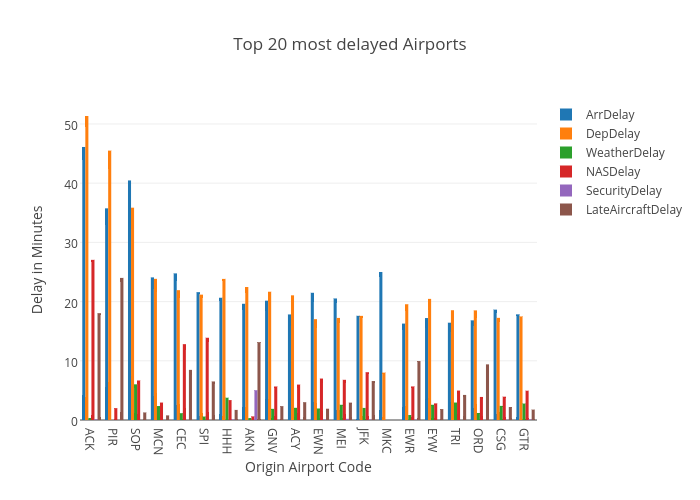 Top 20 most delayed Airports
ArrDelay
DepDelay
WeatherDelay
NASDelay
SecurityDelay
LateAircraftDelay
Delay in Minutes
50
40
30
20
10
0
ACK
PIR
SOP
MCN
CEC
SPI
HHH
AKN
GNV
ACY
EWN
MEI
JFK
MKC
EWR
EYW
TRI
ORD
CSG
GTR
Origin Airport Code